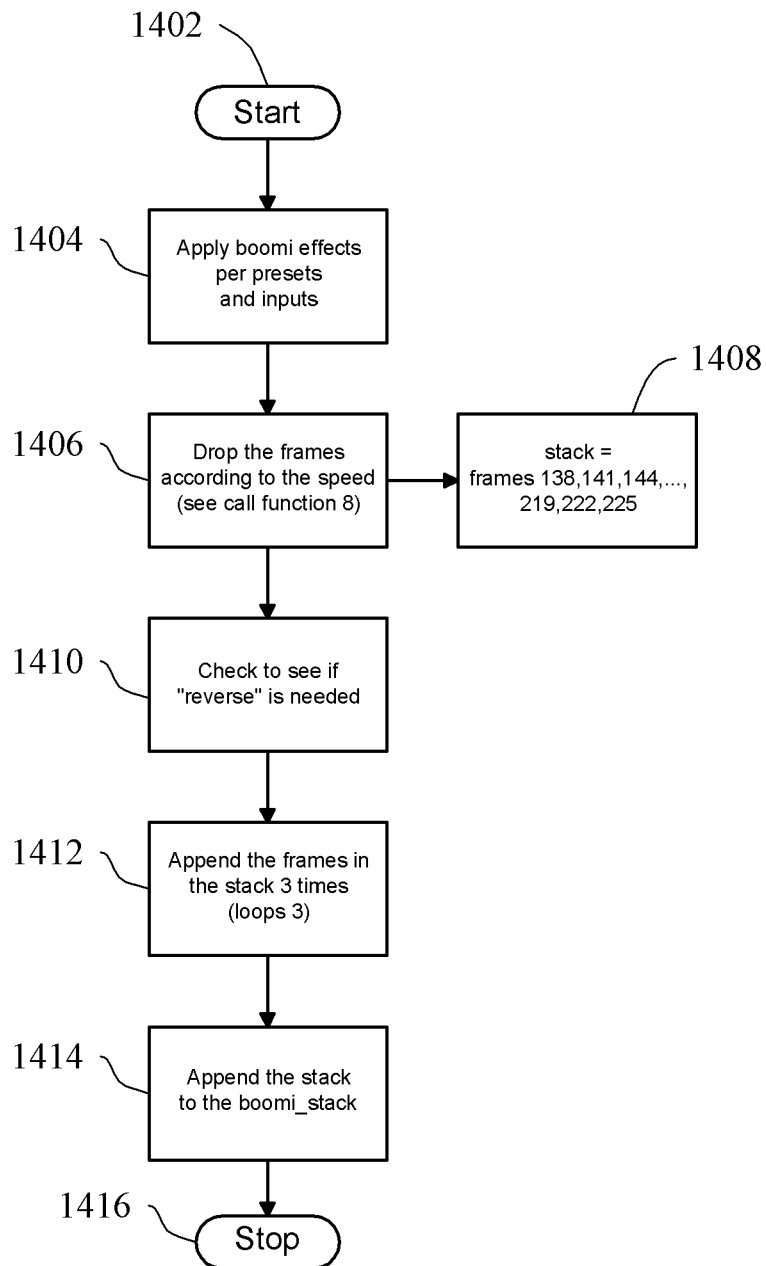 1402
Start
1404
Apply boomi effects
per presets
and inputs
1406
Drop the frames
according to the speed
(see call function 8)
1408
stack =
frames 138,141,144,...,
219,222,225
1410
Check to see if
"reverse" is needed
1412
Append the frames in
the stack 3 times
(loops 3)
1414
Append the stack
to the boomi_stack
1416
Stop